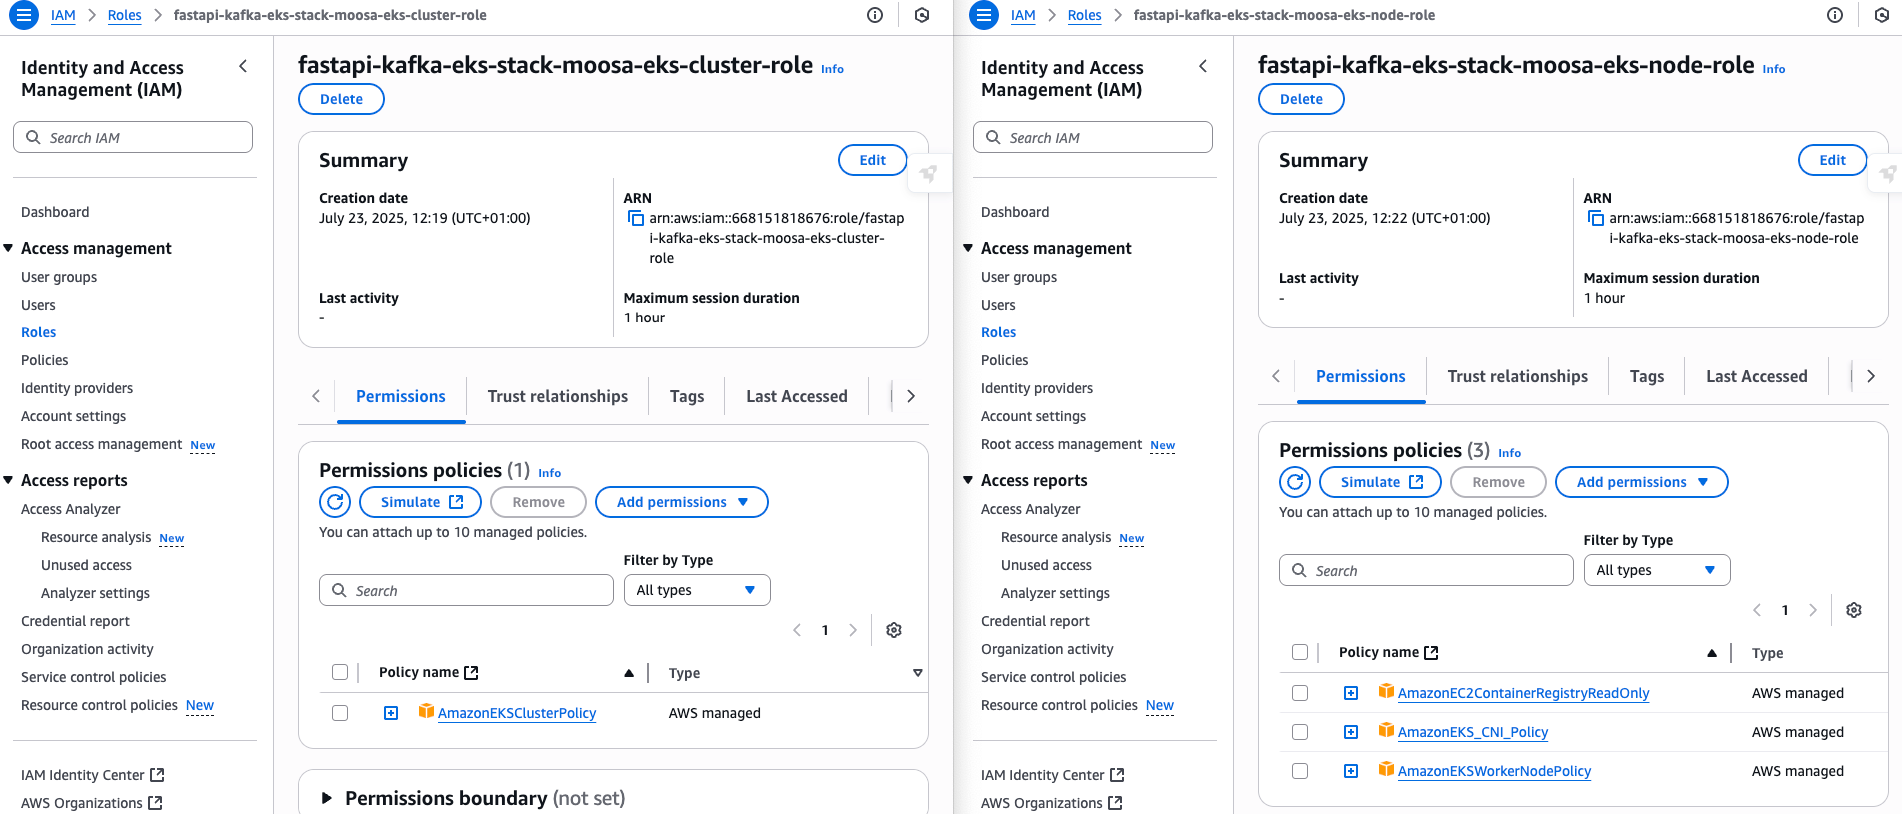 IAM > Roles > fastapi-kafka-eks-stack-moosa-eks-cluster-role
Identity and Access
Management (IAM)
Search IAM
Dashboard
Access management
User groups
Users
Roles
Policies
Identity providers
Account settings
Root access management New
Access reports
Access Analyzer
Resource analysis New
Unused access
Analyzer settings
Credential report
Organization activity
Service control policies
Resource control policies New
IAM Identity Center
AWS Organizations
fastapi-kafka-eks-stack-moosa-eks-cluster-role Info
Delete
Summary
Edit
Creation date
July 23, 2025, 12:19 (UTC+01:00)
ARN
arn:aws:iam::668151818676:role/fastap
i-kafka-eks-stack-moosa-eks-cluster-
role
Last activity
-
Maximum session duration
1 hour
Permissions
Trust relationships
Tags
Last Accessed
Permissions policies (1) Info
Simulate
Remove
Add permissions
You can attach up to 10 managed policies.
Filter by Type
Search
All types
1
Policy name
Type
AmazonEKSClusterPolicy
AWS managed
Permissions boundary (not set)
IAM > Roles > fastapi-kafka-eks-stack-moosa-eks-node-role
Identity and Access
Management (IAM)
Search IAM
Dashboard
Access management
User groups
Users
Roles
Policies
Identity providers
Account settings
Root access management New
Access reports
Access Analyzer
Resource analysis New
Unused access
Analyzer settings
Credential report
Organization activity
Service control policies
Resource control policies New
IAM Identity Center
AWS Organizations
fastapi-kafka-eks-stack-moosa-eks-node-role Info
Delete
Summary
Edit
Creation date
July 23, 2025, 12:22 (UTC+01:00)
ARN
arn:aws:iam::668151818676:role/fastap
i-kafka-eks-stack-moosa-eks-node-role
Last activity
-
Maximum session duration
1 hour
Permissions
Trust relationships
Tags
Last Accessed
Permissions policies (3) Info
Simulate
Remove
Add permissions
You can attach up to 10 managed policies.
Filter by Type
Search
All types
1
Policy name
Type
AmazonEC2ContainerRegistryReadOnly
AWS managed
AmazonEKS_CNI_Policy
AWS managed
AmazonEKSWorkerNodePolicy
AWS managed